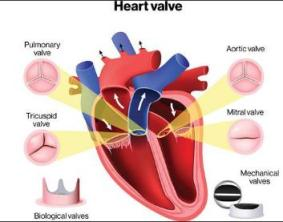 Heart valve
Pulmonary
valve
Aortic valve
Tricuspid
valve
Mitral valve
Mechanical
valves
Biological valves